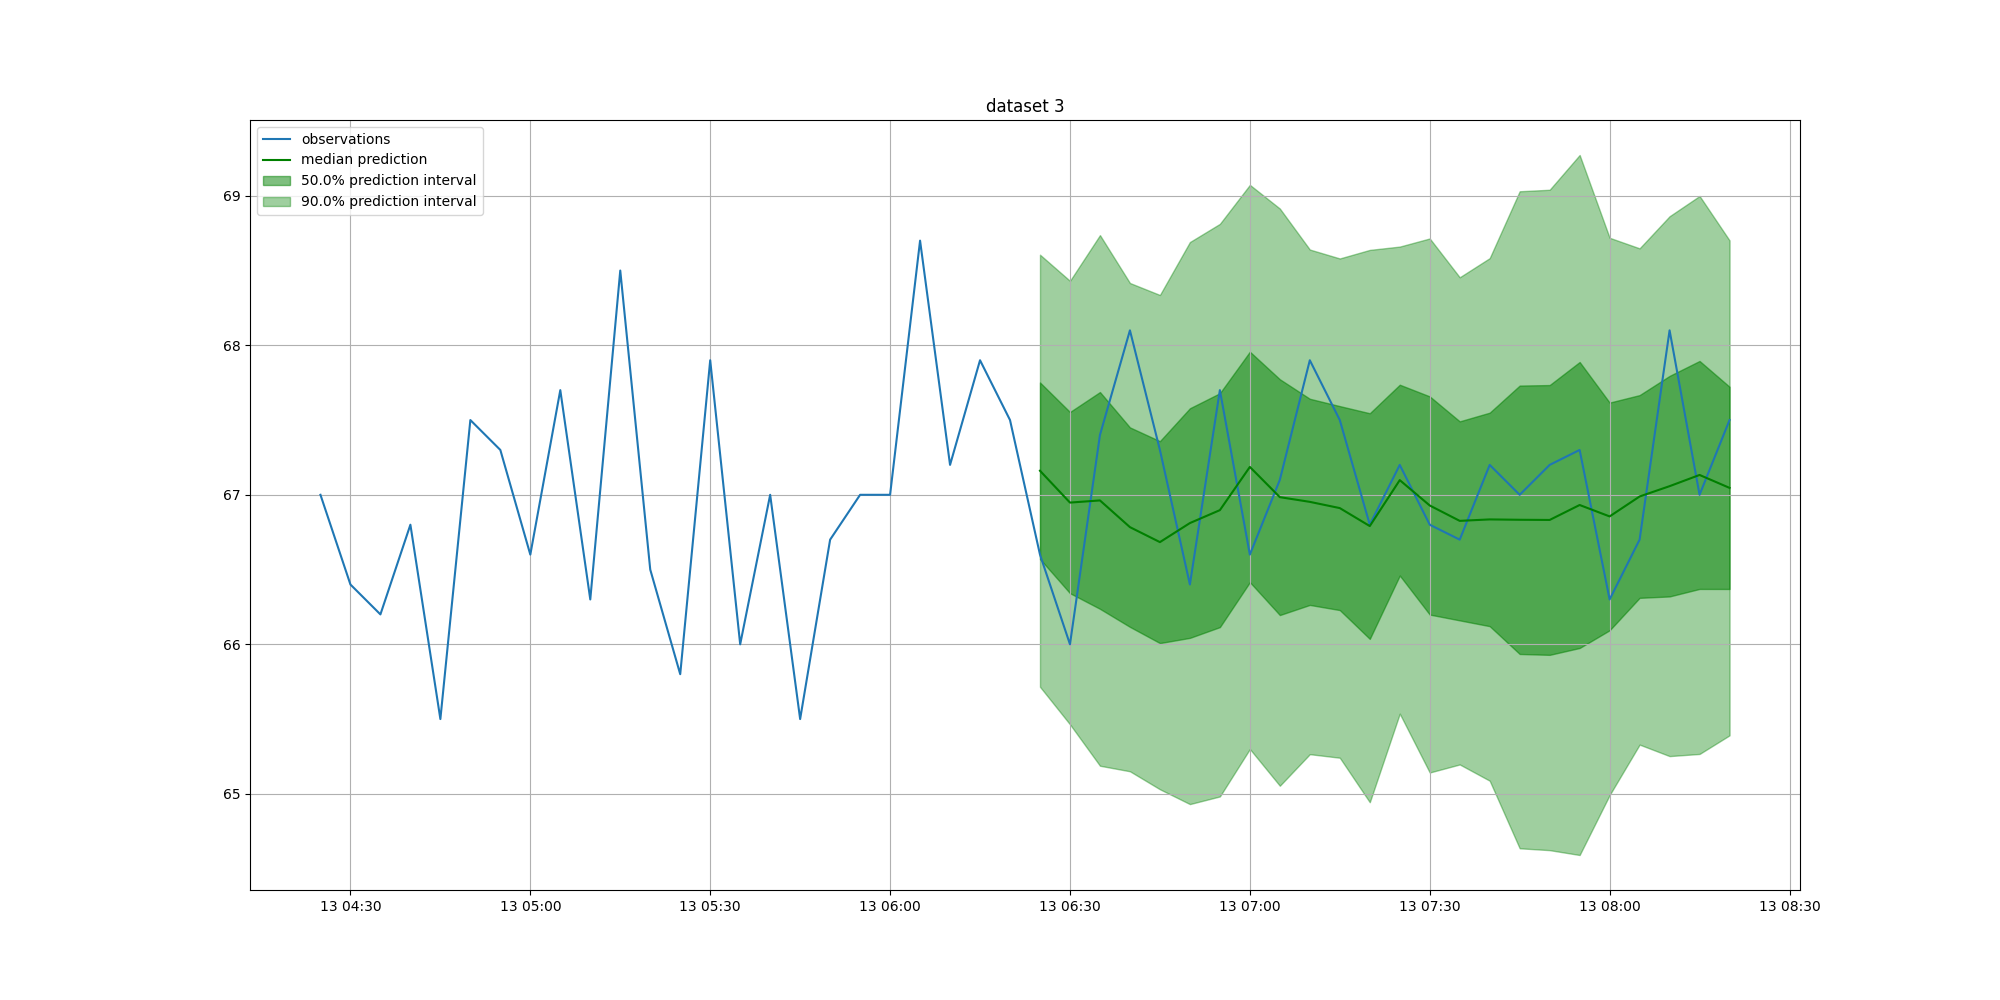 dataset 3
observations
median prediction
50.0% prediction interval
90.0% prediction interval
69
68
67
66
65
13 04:30
13 05:00
13 05:30
13 06:00
13 06:30
13 07:00
13 07:30
13 08:00
13 08:30